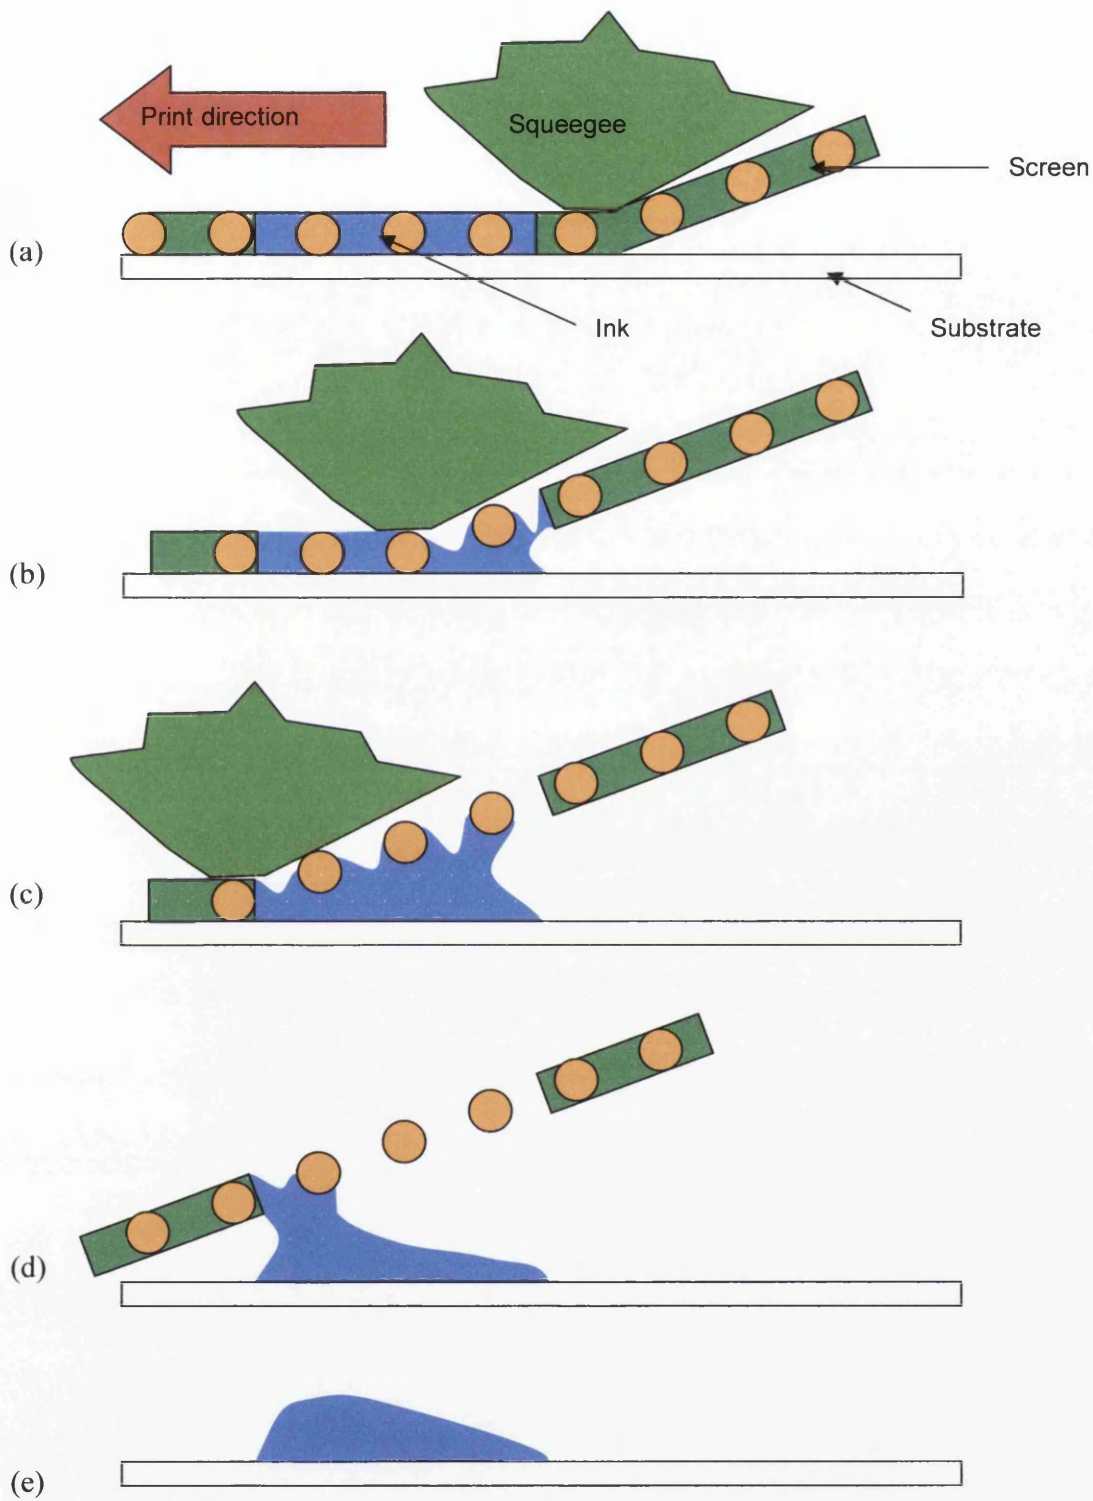 Print direction
Squeegee
Screen
(a)
Ink
Substrate
(b)
(c)
(d)
(e)